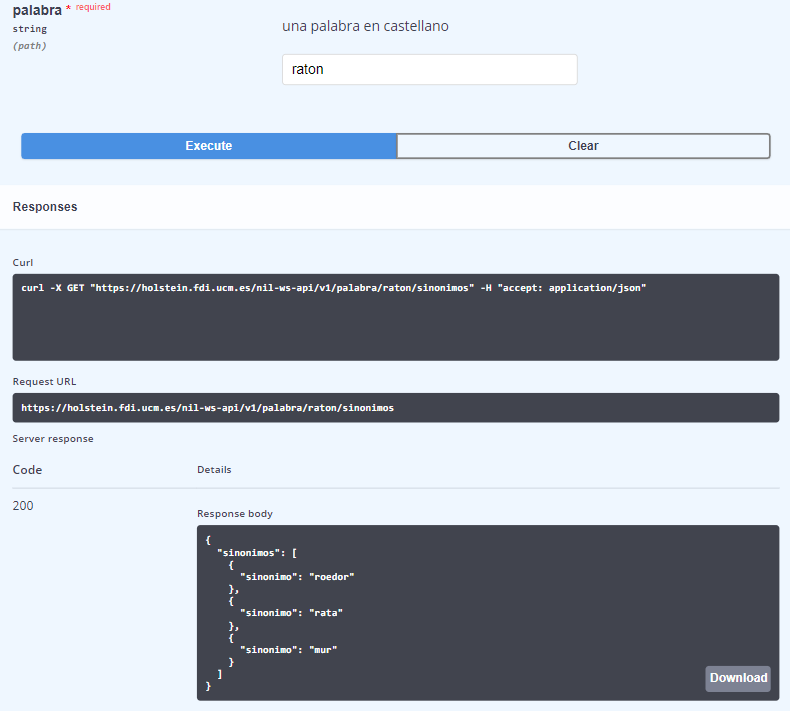 palabra * required
string
(path)
una palabra en castellano
raton
Execute
Clear
Responses
Curl
curl -X GET "https://holstein.fdi.ucm.es/nil-ws-api/v1/palabra/raton/sinonimos" -H "accept: application/json"
Request URL
https://holstein.fdi.ucm.es/nil-ws-api/v1/palabra/raton/sinonimos
Server response
Code
Details
200
Response body
{
  "sinonimos": [
    {
      "sinonimo": "roedor"
    },
    {
      "sinonimo": "rata"
    },
    {
      "sinonimo": "mur"
    }
  ]
}
Download